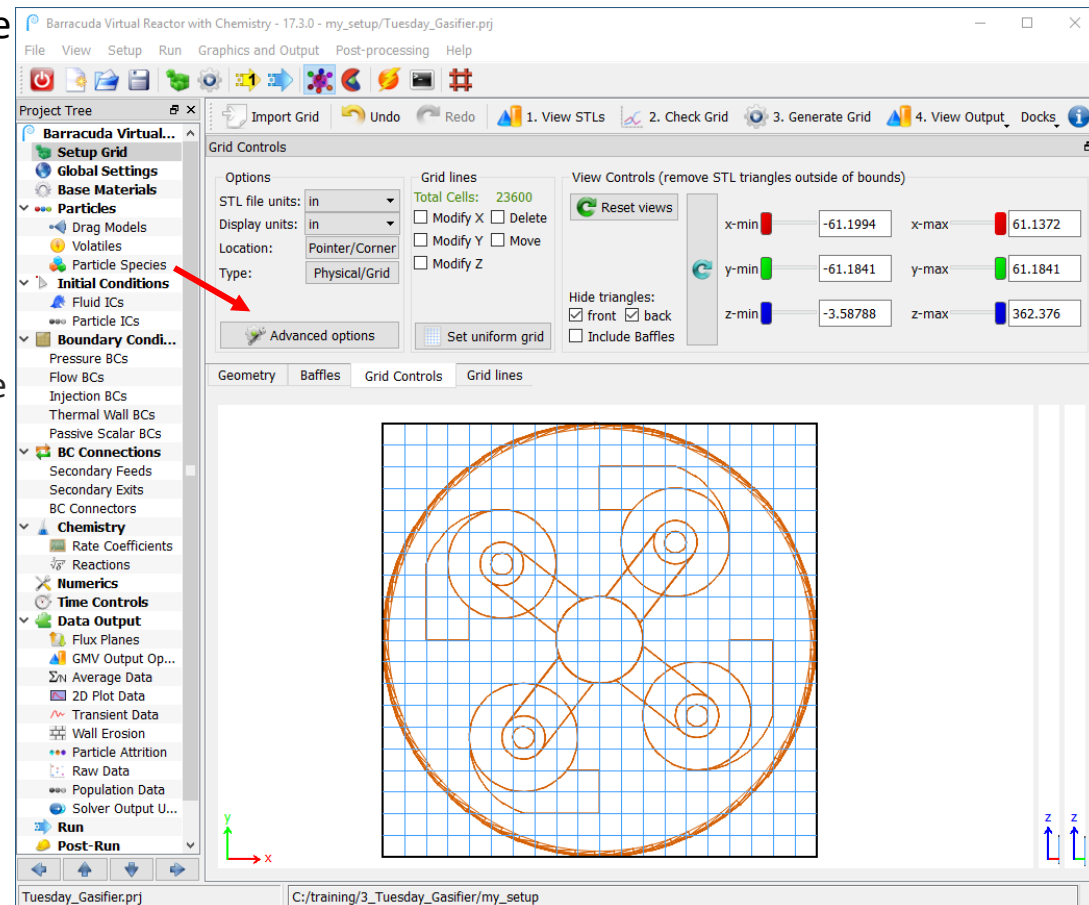 e
Barracuda Virtual Reactor with Chemistry - 17.3.0 - my_setup/Tuesday_Gasifier.prj
File View Setup Run Graphics and Output Post-processing Help
Project Tree
Barracuda Virtual...
Setup Grid
Global Settings
Base Materials
Particles
Drag Models
Volatiles
Particle Species
Initial Conditions
Fluid ICs
Particle ICs
Boundary Condi...
Pressure BCs
Flow BCs
Injection BCs
Thermal Wall BCs
Passive Scalar BCs
BC Connections
Secondary Feeds
Secondary Exits
BC Connectors
Chemistry
Rate Coefficients
Reactions
Numerics
Time Controls
Data Output
Flux Planes
GMV Output Op...
Average Data
2D Plot Data
Transient Data
Wall Erosion
Particle Attrition
Raw Data
Population Data
Solver Output U...
Run
Post-Run
e
Import Grid Undo Redo 1. View STLs 2. Check Grid 3. Generate Grid 4. View Output Docks
Grid Controls
Options
STL file units: in
Display units: in
Location: Pointer/Corner
Type: Physical/Grid
Advanced options
Grid lines
Total Cells: 23600
Modify X Delete
Modify Y Move
Modify Z
Set uniform grid
View Controls (remove STL triangles outside of bounds)
Reset views
Hide triangles:
front back
Include Baffles
x-min -61.1994 x-max 61.1372
y-min -61.1841 y-max 61.1841
z-min -3.58788 z-max 362.376
Geometry Baffles Grid Controls Grid lines
y
x
z z
Tuesday_Gasifier.prj C:/training/3_Tuesday_Gasifier/my_setup